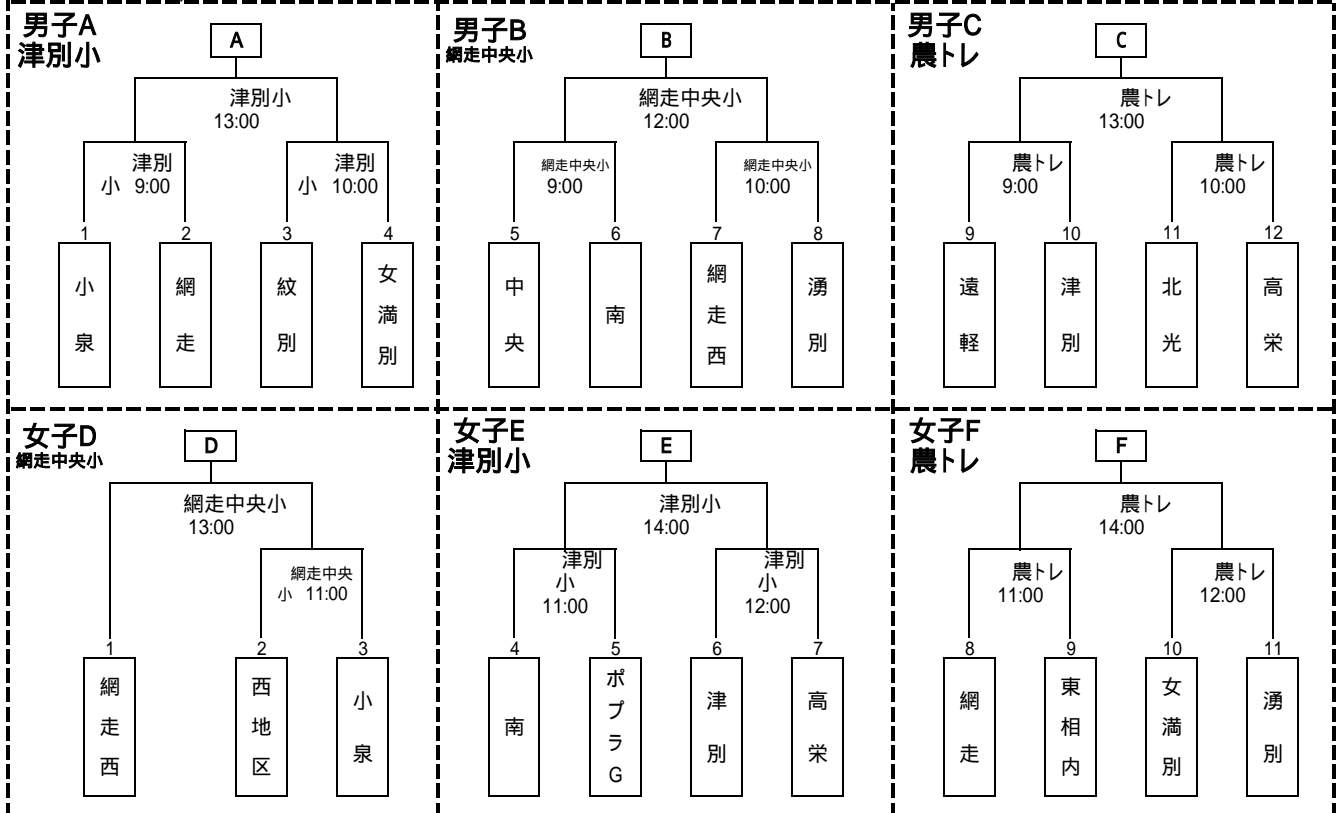 男子A
津別小
A
津別小
13:00
津別
小 9:00
津別
小 10:00
1
2
3
4
小泉
網走
紋別
女満別
男子B
網走中央小
B
網走中央小
12:00
網走中央小
9:00
網走中央小
10:00
5
6
7
8
中央
南
網走西
湧別
男子C
農トレ
C
農トレ
13:00
農トレ
9:00
農トレ
10:00
9
10
11
12
遠軽
津別
北光
高栄
女子D
網走中央小
D
網走中央小
13:00
網走中央
小 11:00
1
2
3
網走西
西地区
小泉
女子E
津別小
E
津別小
14:00
津別
小
11:00
津別
小
12:00
4
5
6
7
南
ポプラG
津別
高栄
女子F
農トレ
F
農トレ
14:00
農トレ
11:00
農トレ
12:00
8
9
10
11
網走
東相内
女満別
湧別